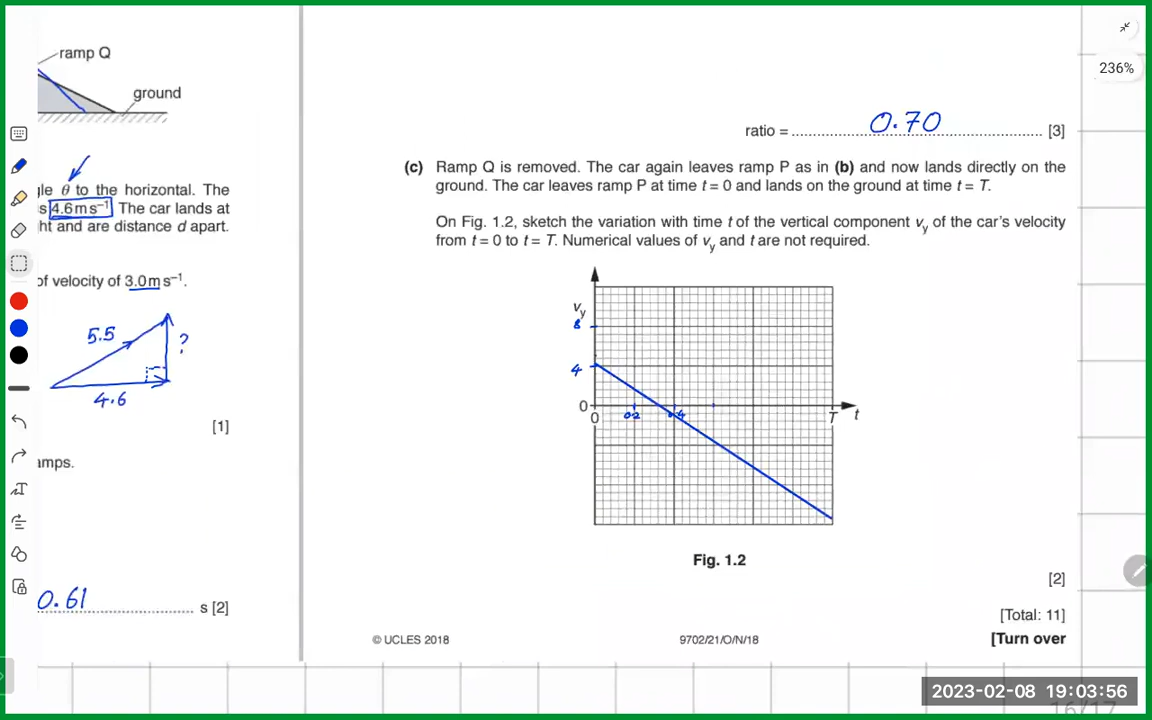 ramp Q
ground
gle θ to the horizontal. The
s 4.6 m s⁻¹ The car lands at
ht and are distance d apart.
of velocity of 3.0 m s⁻¹.
5.5
?
4.6
[1]
amps.
0.61 s [2]
ratio = 0.70 [3]
(c) Ramp Q is removed. The car again leaves ramp P as in (b) and now lands directly on the
ground. The car leaves ramp P at time t = 0 and lands on the ground at time t = T.
On Fig. 1.2, sketch the variation with time t of the vertical component vy of the car's velocity
from t = 0 to t = T. Numerical values of vy and t are not required.
vy
8
4
0
0 0.2 0.4 T t
Fig. 1.2
[2]
[Total: 11]
© UCLES 2018 9702/21/O/N/18 [Turn over
236%
2023-02-08 19:03:56
16/17